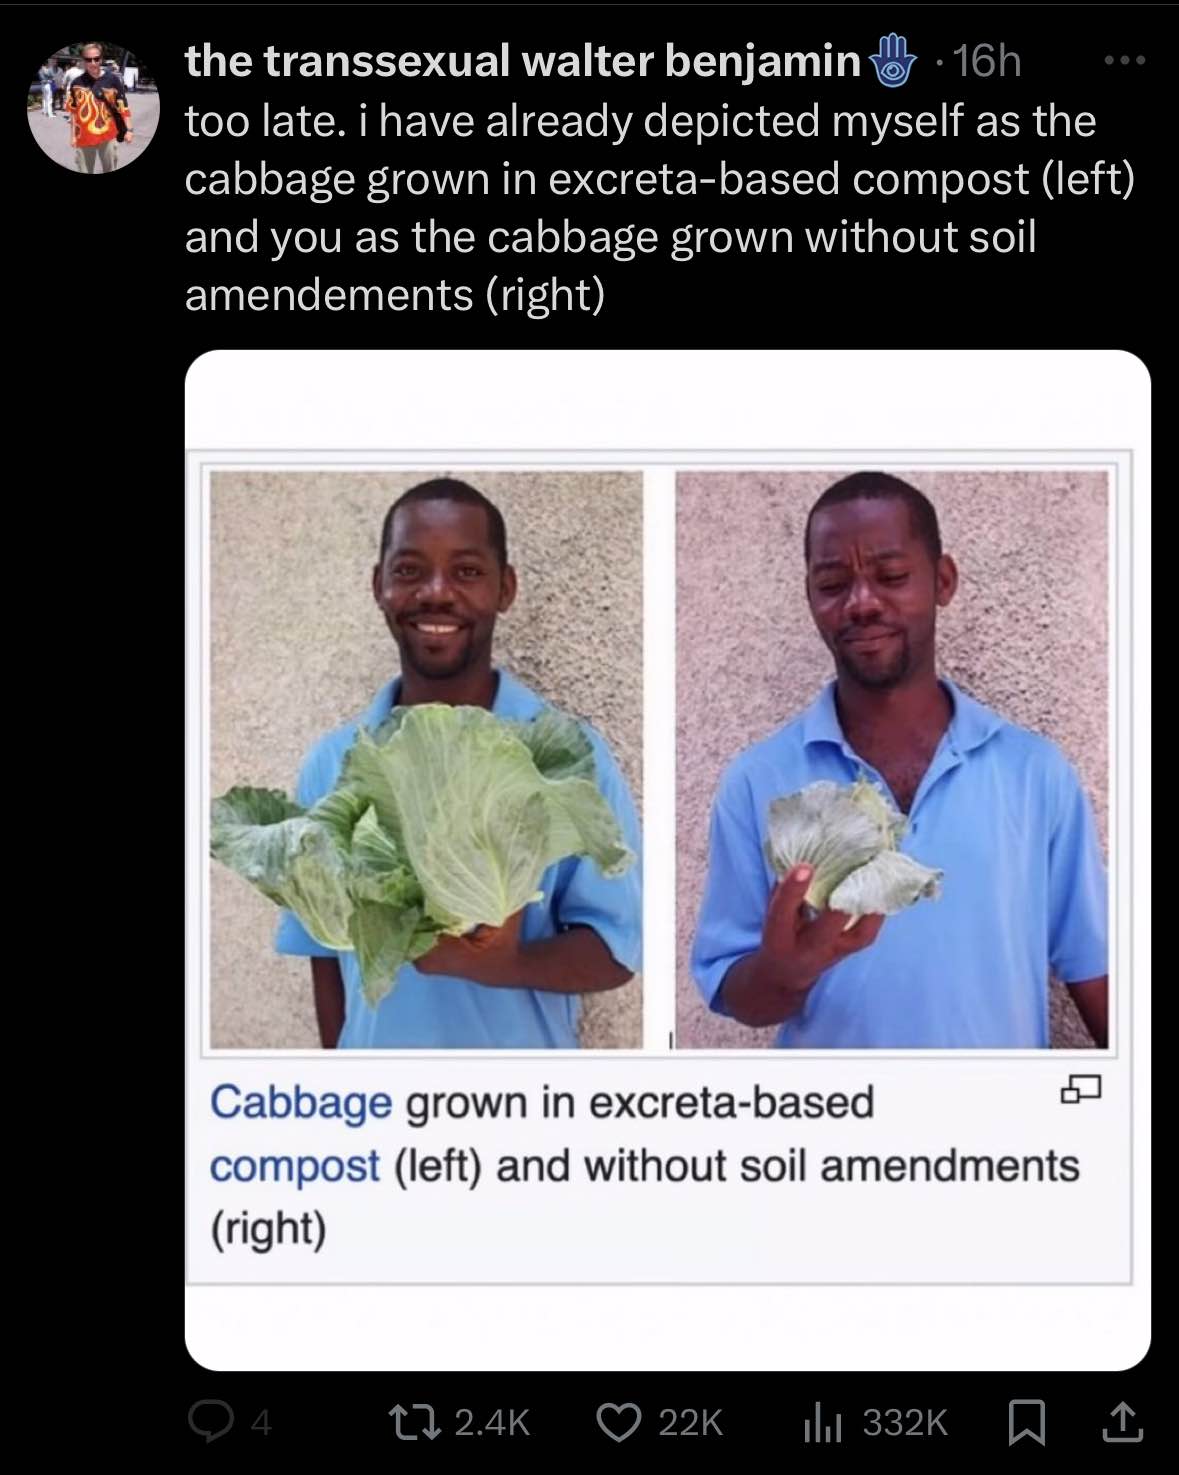 the transsexual walter benjamin🪬 · 16h
too late. i have already depicted myself as the
cabbage grown in excreta-based compost (left)
and you as the cabbage grown without soil
amendements (right)
Cabbage grown in excreta-based
compost (left) and without soil amendments
(right)
4 2.4K 22K 332K